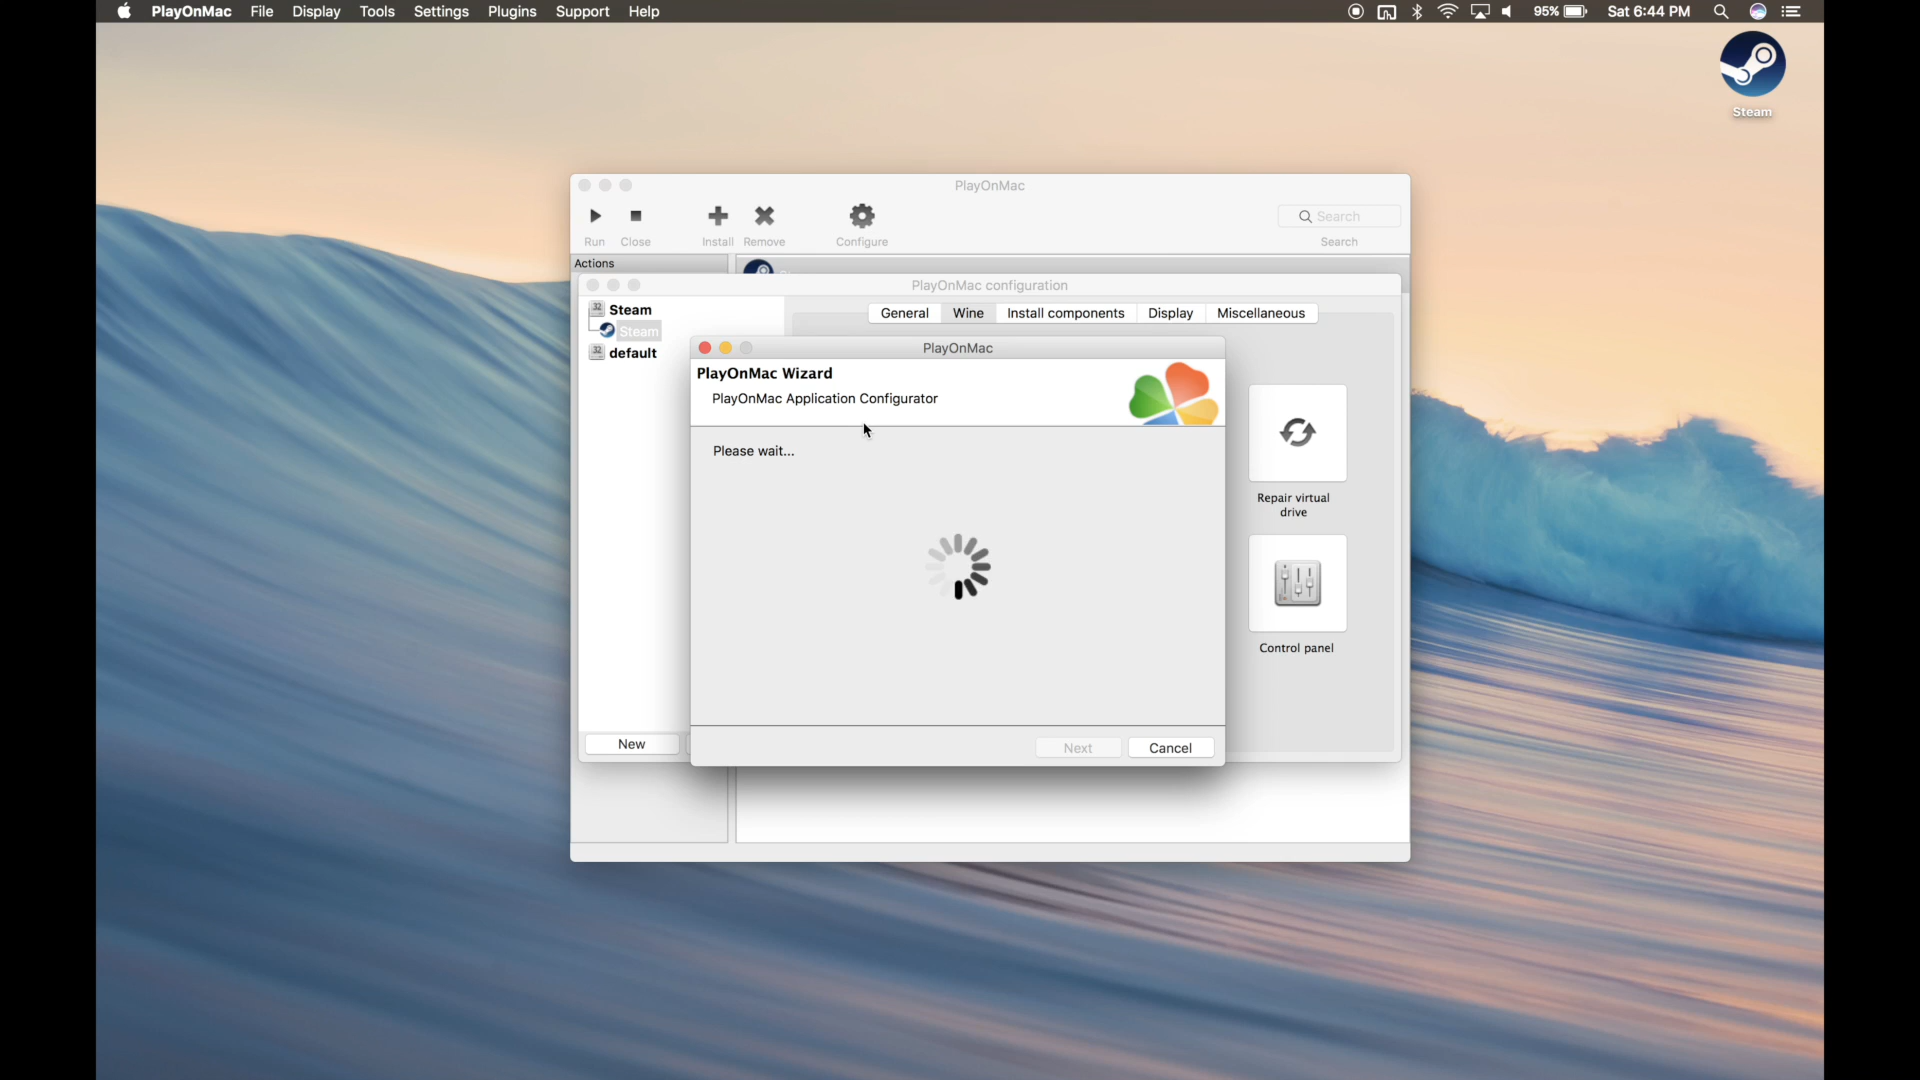 PlayOnMac File Display Tools Settings Plugins Support Help 95% Sat 6:44 PM
Steam
PlayOnMac
Search
Run Close Install Remove Configure Search
Actions
PlayOnMac configuration
Steam
General Wine Install components Display Miscellaneous
Steam
default
PlayOnMac
PlayOnMac Wizard
PlayOnMac Application Configurator
Please wait...
Repair virtual
drive
Control panel
New
Next Cancel